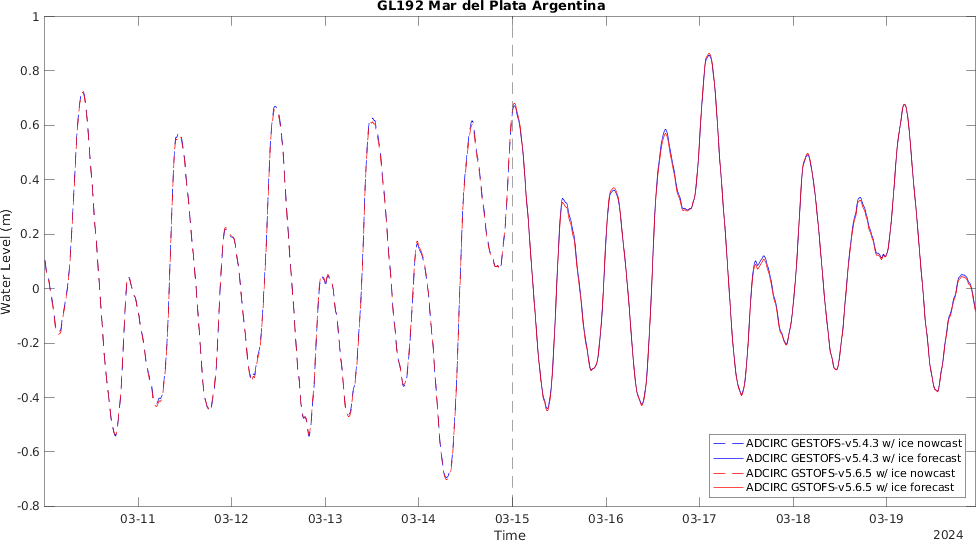 GL192 Mar del Plata Argentina
1
0.8
0.6
0.4
0.2
0
-0.2
-0.4
-0.6
-0.8
Water Level (m)
ADCIRC GESTOFS-v5.4.3 w/ ice nowcast
ADCIRC GESTOFS-v5.4.3 w/ ice forecast
ADCIRC GSTOFS-v5.6.5 w/ ice nowcast
ADCIRC GSTOFS-v5.6.5 w/ ice forecast
03-11 03-12 03-13 03-14 03-15 03-16 03-17 03-18 03-19
Time
2024